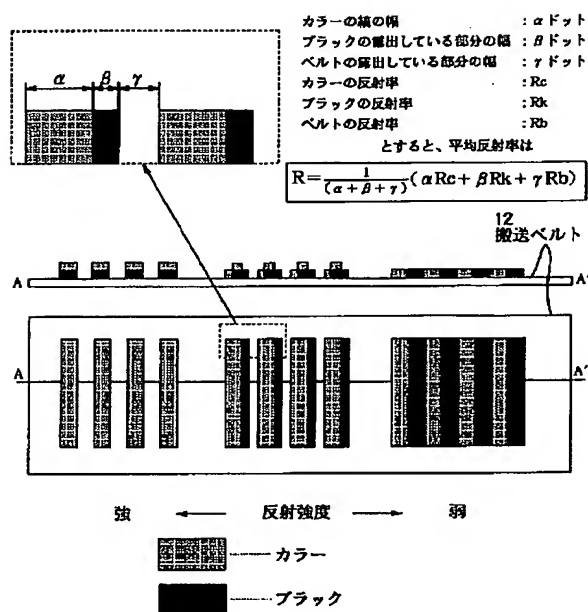 α β γ
カラーの縞の幅 : αドット
ブラックの露出している部分の幅 : βドット
ベルトの露出している部分の幅 : γドット
カラーの反射率 : Rc
ブラックの反射率 : Rk
ベルトの反射率 : Rb
とすると、平均反射率は
R=1/(α+β+γ)(αRc+βRk+γRb)
12
搬送ベルト
A A'
A A'
強 ← 反射強度 → 弱
カラー
ブラック